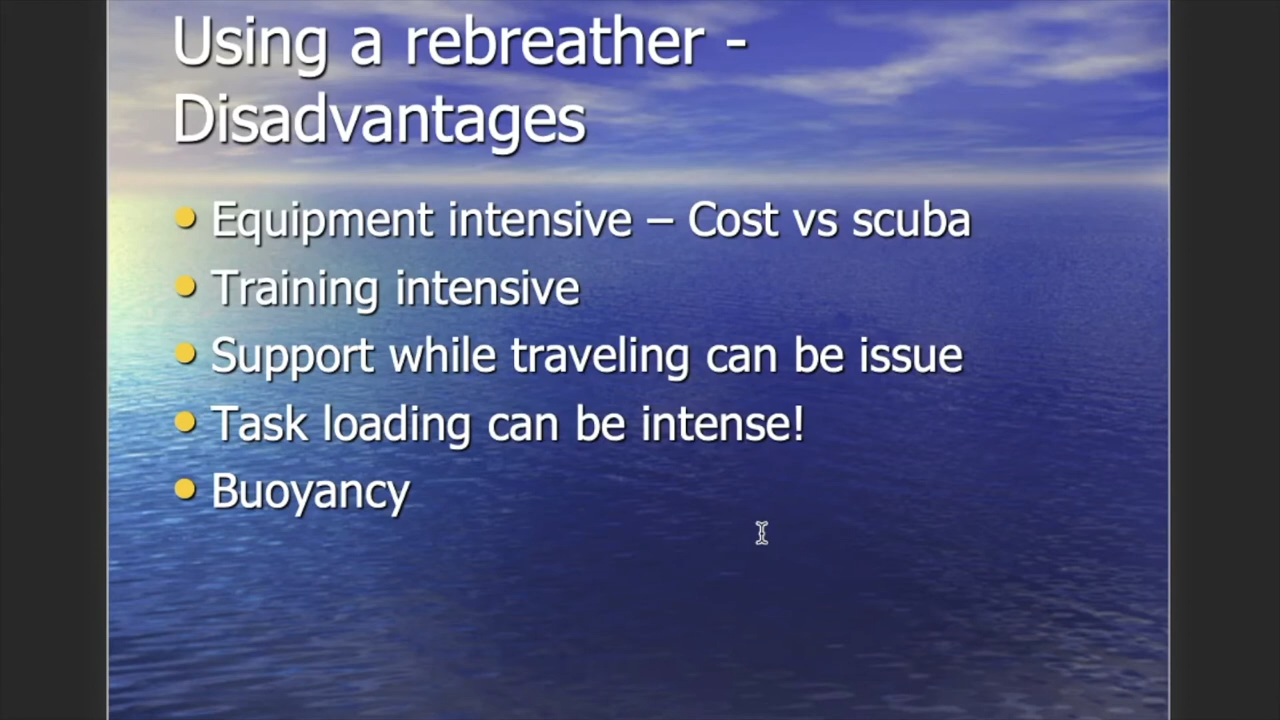 Using a rebreather -
Disadvantages
Equipment intensive – Cost vs scuba
Training intensive
Support while traveling can be issue
Task loading can be intense!
Buoyancy